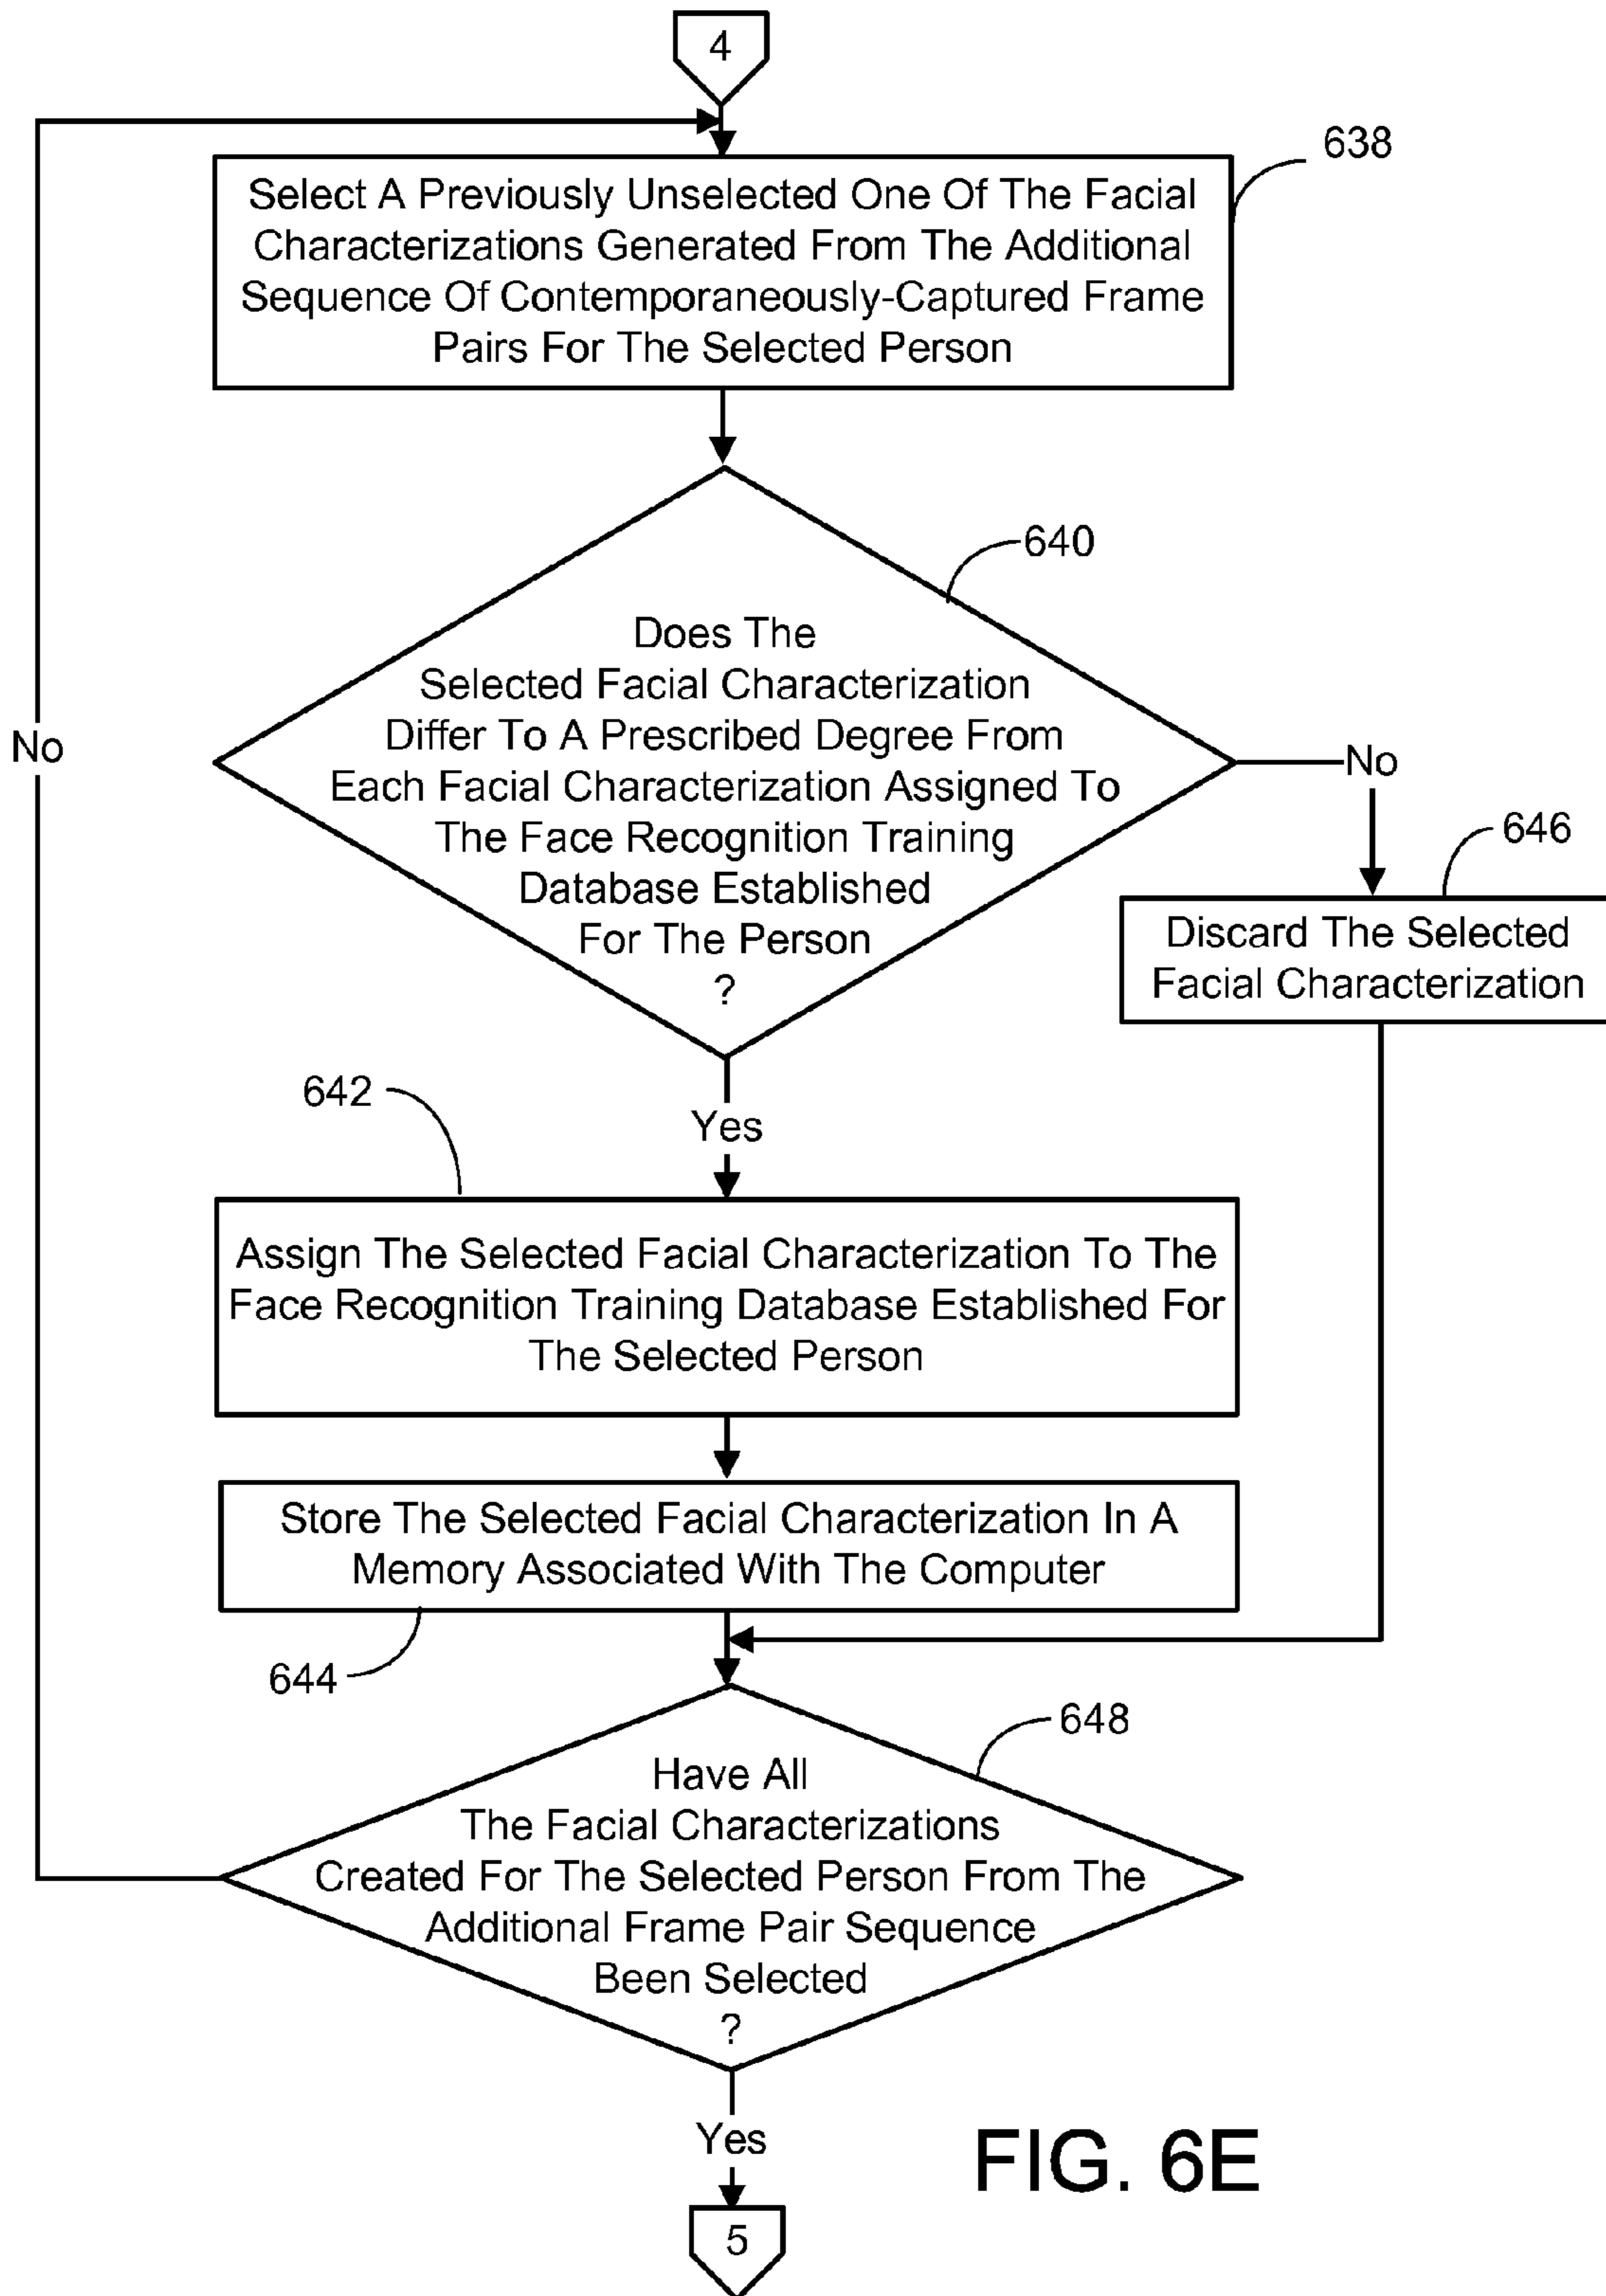 4
638
Select A Previously Unselected One Of The Facial
Characterizations Generated From The Additional
Sequence Of Contemporaneously-Captured Frame
Pairs For The Selected Person
640
Does The
Selected Facial Characterization
Differ To A Prescribed Degree From
Each Facial Characterization Assigned To
The Face Recognition Training
Database Established
For The Person
?
No
No
646
Discard The Selected
Facial Characterization
642
Yes
Assign The Selected Facial Characterization To The
Face Recognition Training Database Established For
The Selected Person
Store The Selected Facial Characterization In A
Memory Associated With The Computer
644
648
Have All
The Facial Characterizations
Created For The Selected Person From The
Additional Frame Pair Sequence
Been Selected
?
Yes
FIG. 6E
5